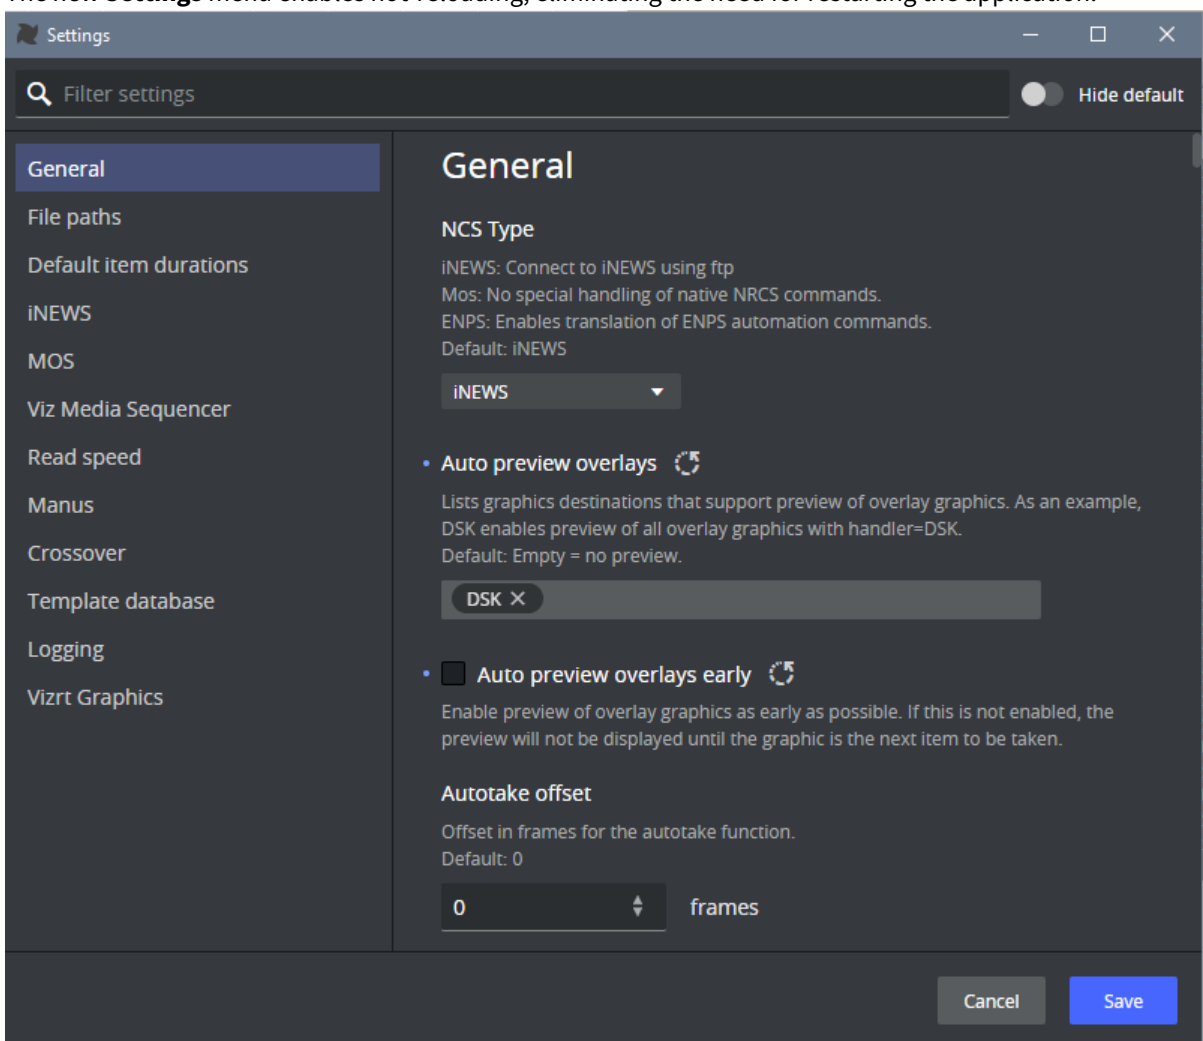 Settings
Filter settings
Hide default
General
File paths
Default item durations
iNEWS
MOS
Viz Media Sequencer
Read speed
Manus
Crossover
Template database
Logging
Vizrt Graphics
General
NCS Type
iNEWS: Connect to iNEWS using ftp
Mos: No special handling of native NRCS commands.
ENPS: Enables translation of ENPS automation commands.
Default: iNEWS
iNEWS
Auto preview overlays
Lists graphics destinations that support preview of overlay graphics. As an example,
DSK enables preview of all overlay graphics with handler=DSK.
Default: Empty = no preview.
DSK
Auto preview overlays early
Enable preview of overlay graphics as early as possible. If this is not enabled, the
preview will not be displayed until the graphic is the next item to be taken.
Autotake offset
Offset in frames for the autotake function.
Default: 0
0 frames
Cancel Save